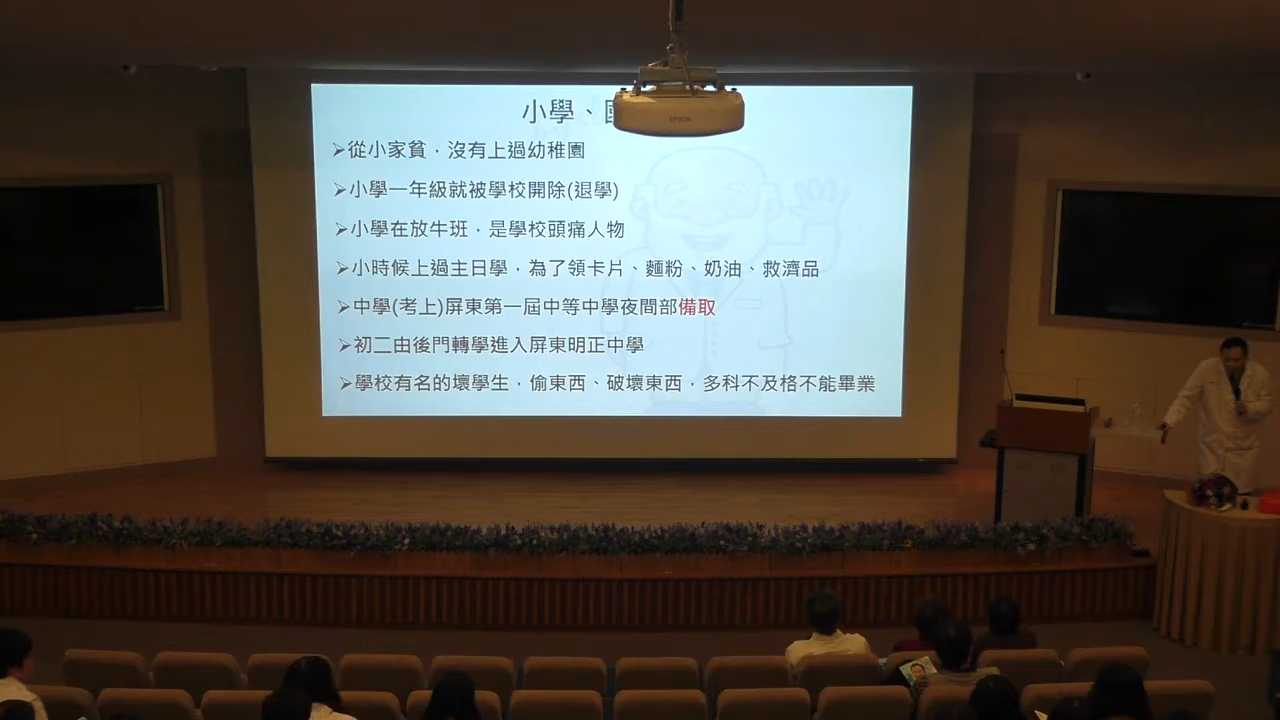 小學、
➢從小家貧，沒有上過幼稚園
➢小學一年級就被學校開除(退學)
➢小學在放牛班，是學校頭痛人物
➢小時候上過主日學，為了領卡片、麵粉、奶油、救濟品
➢中學(考上)屏東第一屆中等中學夜間部備取
➢初二由後門轉學進入屏東明正中學
➢學校有名的壞學生，偷東西、破壞東西，多科不及格不能畢業
EPSON